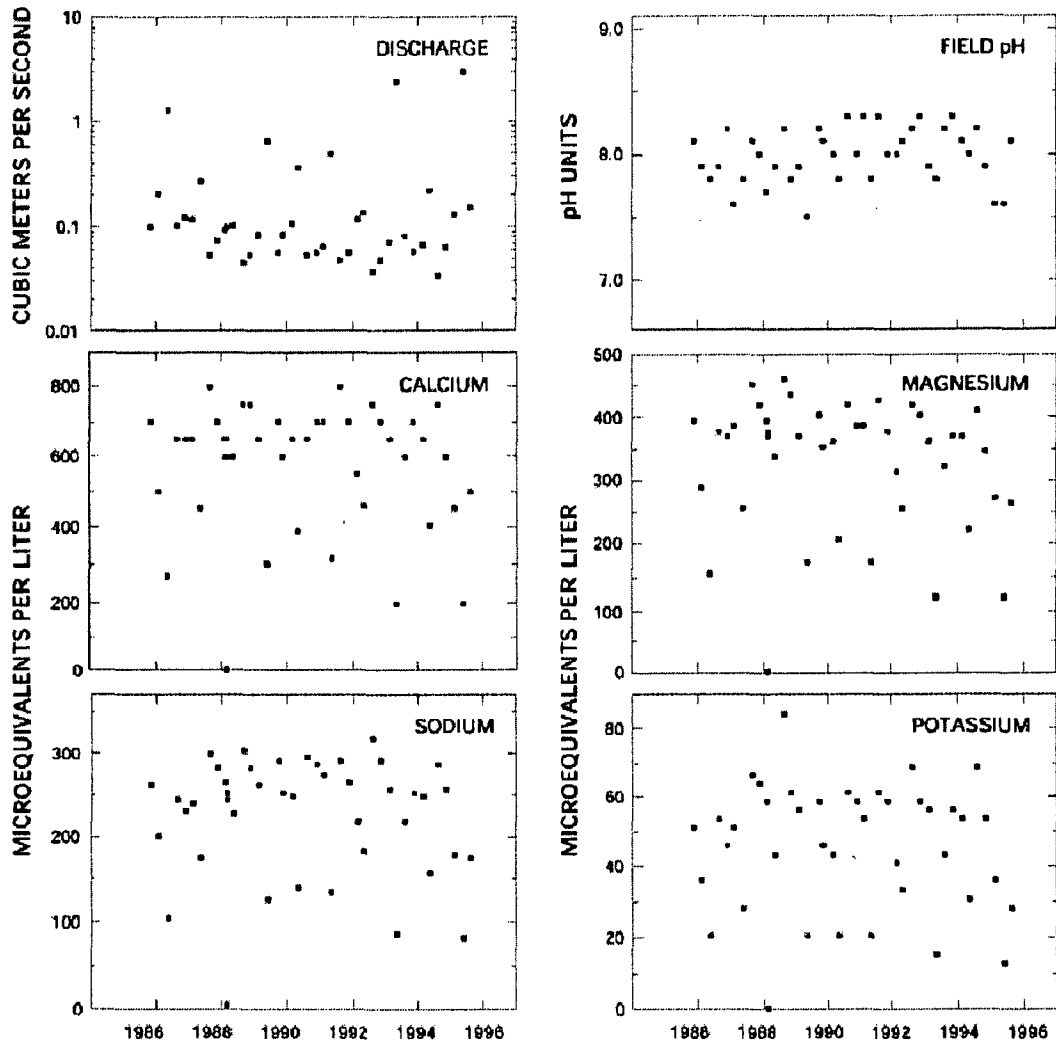 CUBIC METERS PER SECOND
10
1
0.1
0.01
DISCHARGE
pH UNITS
9.0
8.0
7.0
FIELD pH
MICROEQUIVALENTS PER LITER
800
600
400
200
0
CALCIUM
MICROEQUIVALENTS PER LITER
500
400
300
200
100
0
MAGNESIUM
300
200
100
0
SODIUM
80
60
40
20
0
POTASSIUM
1986 1988 1990 1992 1994 1996
1986 1988 1990 1992 1994 1996